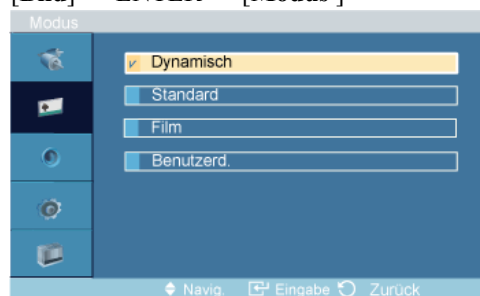 Modus
Dynamisch
Standard
Film
Benutzerd.
Navig. Eingabe Zurück